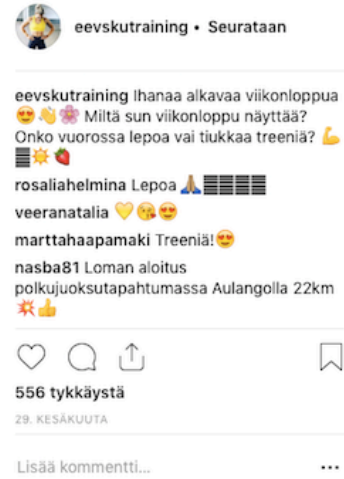 eevskutraining • Seurataan
eevskutraining Ihanaa alkavaa viikonloppua
😍👋🌸 Miltä sun viikonloppu näyttää?
Onko vuorossa lepoa vai tiukkaa treeniä? 💪
☀️🍓
rosaliahelmina Lepoa 🙏🏽
veeranatalia 💛😘😍
marttahaapamaki Treeniä!😍
nasba81 Loman aloitus
polkujuoksutapahtumassa Aulangolla 22km
💥👍
556 tykkäystä
29. KESÄKUUTA
Lisää kommentti...